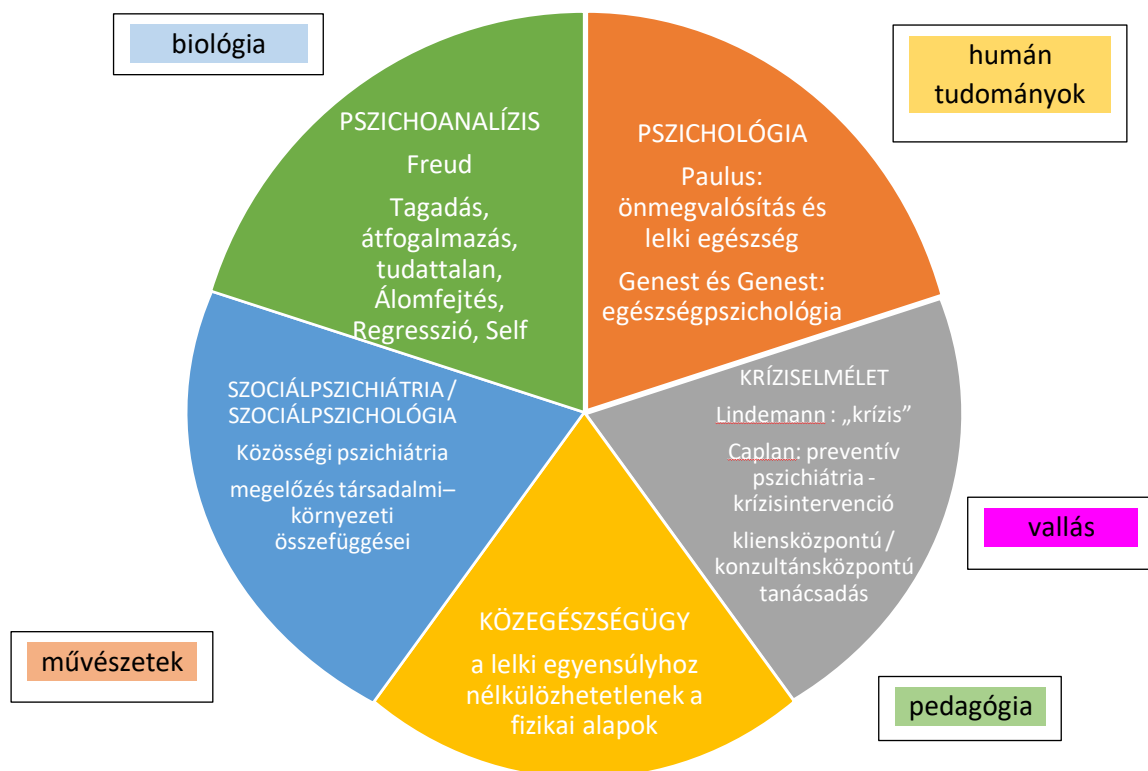 biológia
humán
tudományok
PSZICHOANALÍZIS
Freud
Tagadás,
átfogalmazás,
tudattalan,
Álomfejtés,
Regresszió, Self
PSZICHOLÓGIA
Paulus:
önmegvalósítás és
lelki egészség
Genest és Genest:
egészségpszichológia
SZOCIÁLPSZICHIÁTRIA /
SZOCIÁLPSZICHOLÓGIA
Közösségi pszichiátria
megelőzés társadalmi–
környezeti
összefüggései
KRÍZISELMÉLET
Lindemann : „krízis”
Caplan: preventív
pszichiátria -
krízisintervenció
kliensközpontú /
konzultánsközpontú
tanácsadás
vallás
KÖZEGÉSZSÉGÜGY
a lelki egyensúlyhoz
nélkülözhetetlenek a
fizikai alapok
művészetek
pedagógia